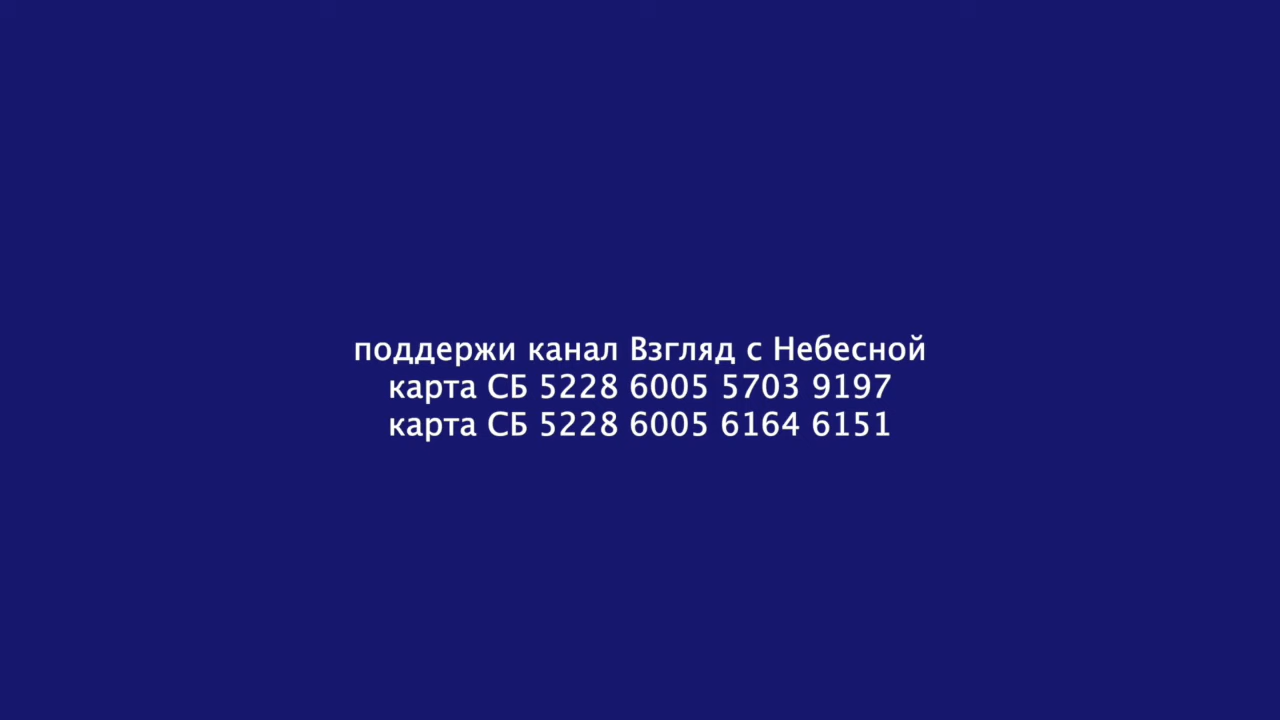 поддержи канал Взгляд с Небесной
карта СБ 5228 6005 5703 9197
карта СБ 5228 6005 6164 6151